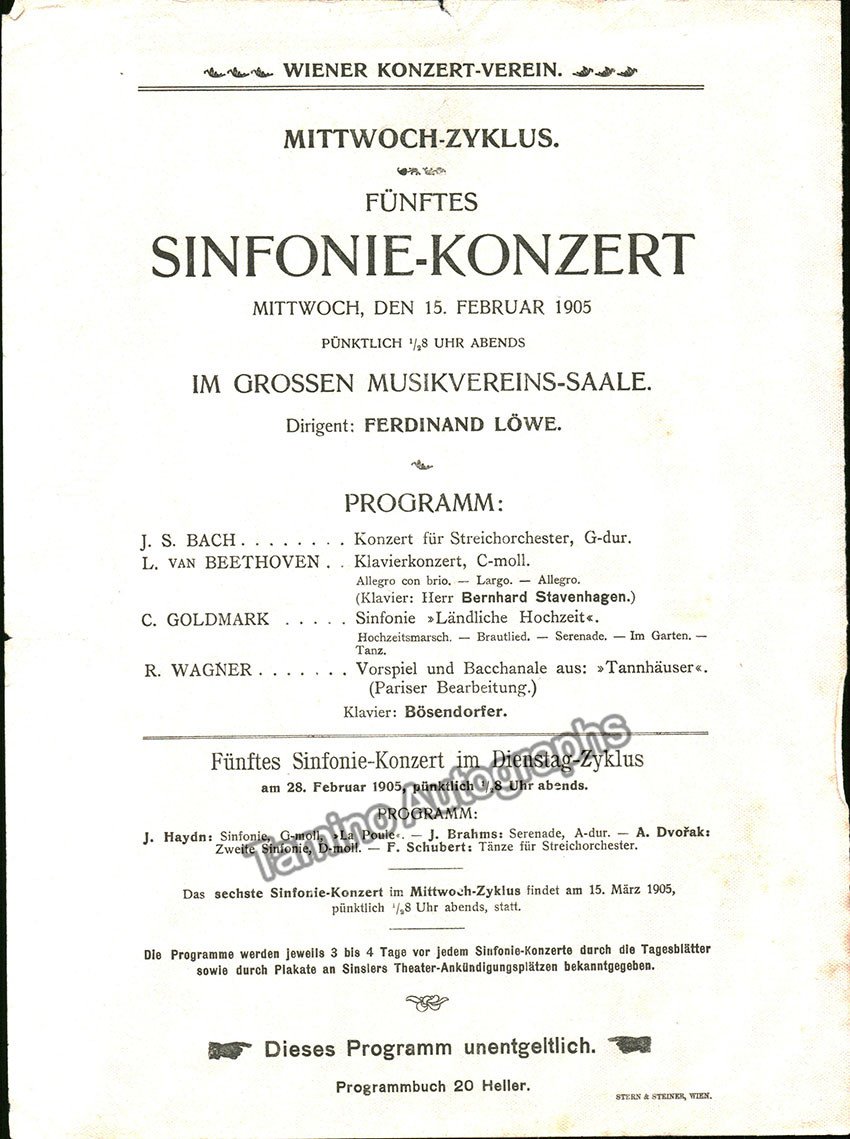 WIENER KONZERT-VEREIN.
MITTWOCH-ZYKLUS.
FÜNFTES
SINFONIE-KONZERT
MITTWOCH, DEN 15. FEBRUAR 1905
PÜNKTLICH 1/28 UHR ABENDS
IM GROSSEN MUSIKVEREINS-SAALE.
Dirigent: FERDINAND LÖWE.
PROGRAMM:
J. S. BACH . . . . . . . . Konzert für Streichorchester, G-dur.
L. VAN BEETHOVEN . . Klavierkonzert, C-moll.
Allegro con brio. — Largo. — Allegro.
(Klavier: Herr Bernhard Stavenhagen.)
C. GOLDMARK . . . . . Sinfonie »Ländliche Hochzeit«.
Hochzeitsmarsch. — Brautlied. — Serenade. — Im Garten. —
Tanz.
R. WAGNER . . . . . . . Vorspiel und Bacchanale aus: »Tannhäuser«.
(Pariser Bearbeitung.)
Klavier: Bösendorfer.
Fünftes Sinfonie-Konzert im Dienstag-Zyklus
am 28. Februar 1905, pünktlich 1/28 Uhr abends.
PROGRAMM:
J. Haydn: Sinfonie, G-moll, »La Poule«. — J. Brahms: Serenade, A-dur. — A. Dvořak:
Zweite Sinfonie, D-moll. — F. Schubert: Tänze für Streichorchester.
Tamino Autographs
Das sechste Sinfonie-Konzert im Mittwoch-Zyklus findet am 15. März 1905,
pünktlich 1/28 Uhr abends, statt.
Die Programme werden jeweils 3 bis 4 Tage vor jedem Sinfonie-Konzerte durch die Tagesblätter
sowie durch Plakate an Sinslers Theater-Ankündigungsplätzen bekanntgegeben.
Dieses Programm unentgeltlich.
Programmbuch 20 Heller.
STERN & STEINER, WIEN.